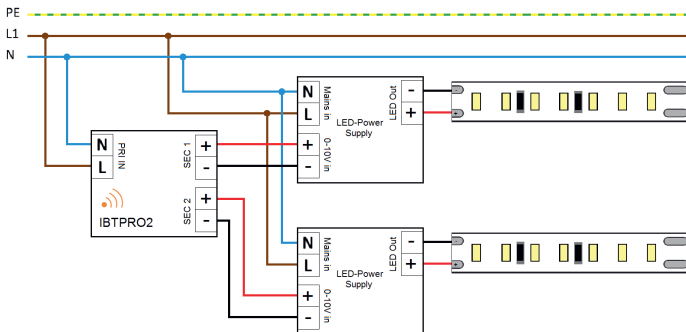 PE
L1
N
N
L
PRI IN
IBTPRO2
SEC 1
+
-
SEC 2
+
-
N
L
+
-
Mains in
0-10V in
LED-Power
Supply
LED Out
-
+
-
+
N
L
+
-
Mains in
0-10V in
LED-Power
Supply
LED Out
-
+
-
+